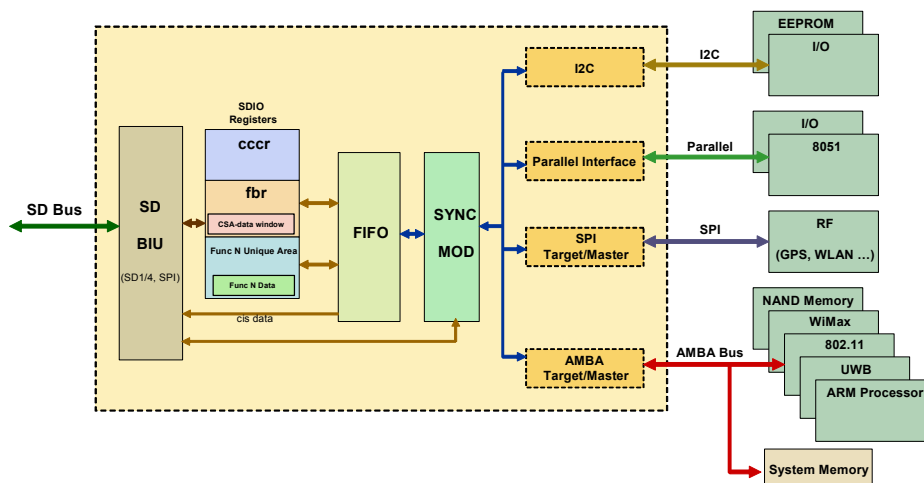 SD Bus
SD
BIU
(SD1/4, SPI)
SDIO
Registers
cccr
fbr
CSA-data window
Func N Unique Area
Func N Data
cis data
FIFO
SYNC
MOD
I2C
Parallel Interface
SPI
Target/Master
AMBA
Target/Master
I2C
Parallel
SPI
AMBA Bus
EEPROM
I/O
I/O
8051
RF
(GPS, WLAN ...)
NAND Memory
WiMax
802.11
UWB
ARM Processor
System Memory